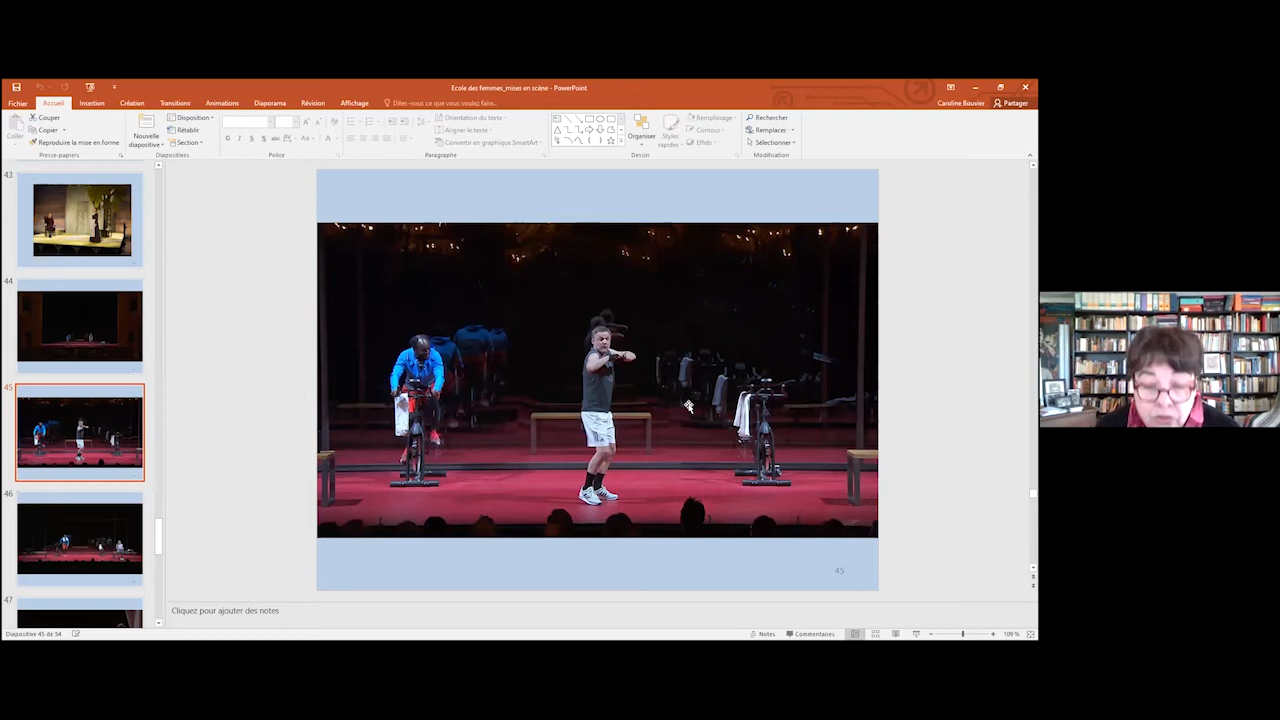 Ecole des femmes_mises en scène - PowerPoint
Fichier Accueil Insertion Création Transitions Animations Diaporama Révision Affichage Dites-nous ce que vous voulez faire. Caroline Bouvier Partager
Coller
Couper
Copier
Reproduire la mise en forme
Presse-papiers
Nouvelle
diapositive
Disposition
Rétablir
Section
Diapositives
G I S S abc Aa A
Police
Orientation du texte
Aligner le texte
Convertir en graphique SmartArt
Paragraphe
Organiser
Styles
rapides
Remplissage
Contour
Effets
Dessin
Rechercher
Remplacer
Sélectionner
Modification
43
44
45
46
47
45
Cliquez pour ajouter des notes
Diapositive 45 de 54 Notes Commentaires 109 %